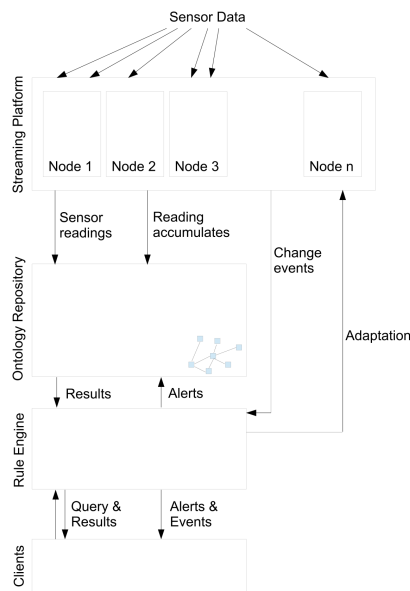 Sensor Data
Streaming Platform
Node 1
Node 2
Node 3
Node n
Sensor
readings
Reading
accumulates
Change
events
Ontology Repository
Adaptation
Results
Alerts
Rule Engine
Query &
Results
Alerts &
Events
Clients